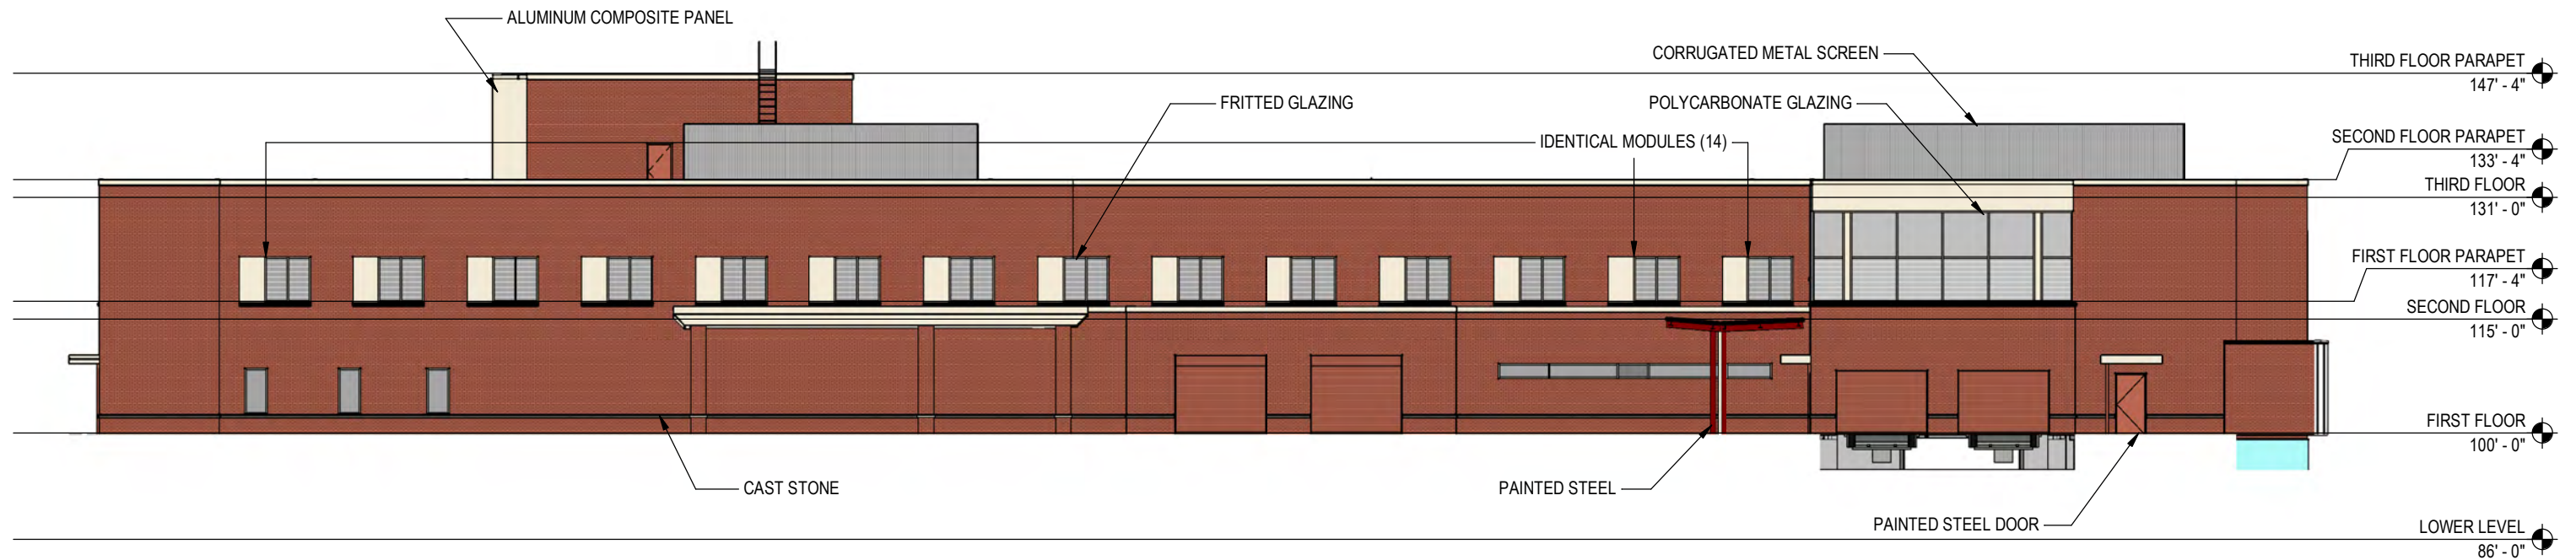 ALUMINUM COMPOSITE PANEL
CORRUGATED METAL SCREEN
THIRD FLOOR PARAPET
147' - 4"
FRITTED GLAZING
POLYCARBONATE GLAZING
IDENTICAL MODULES (14)
SECOND FLOOR PARAPET
133' - 4"
THIRD FLOOR
131' - 0"
FIRST FLOOR PARAPET
117' - 4"
SECOND FLOOR
115' - 0"
FIRST FLOOR
100' - 0"
CAST STONE
PAINTED STEEL
PAINTED STEEL DOOR
LOWER LEVEL
86' - 0"